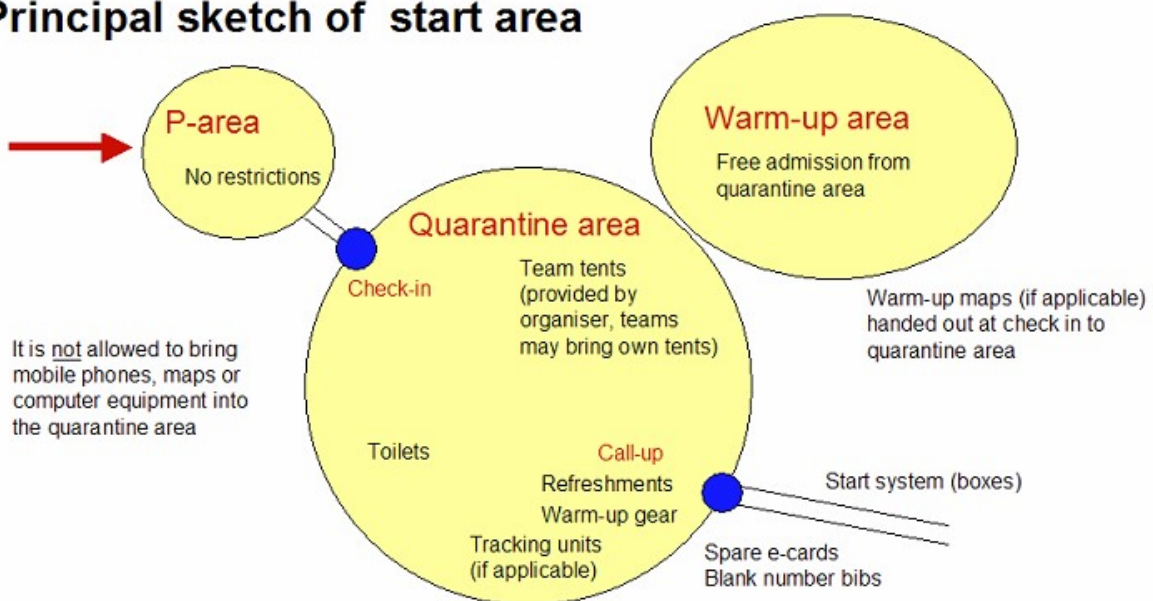 Principal sketch of start area
P-area
No restrictions
Warm-up area
Free admission from
quarantine area
Quarantine area
Check-in
Team tents
(provided by
organiser, teams
may bring own tents)
Warm-up maps (if applicable)
handed out at check in to
quarantine area
It is not allowed to bring
mobile phones, maps or
computer equipment into
the quarantine area
Toilets
Call-up
Refreshments
Warm-up gear
Tracking units
(if applicable)
Start system (boxes)
Spare e-cards
Blank number bibs